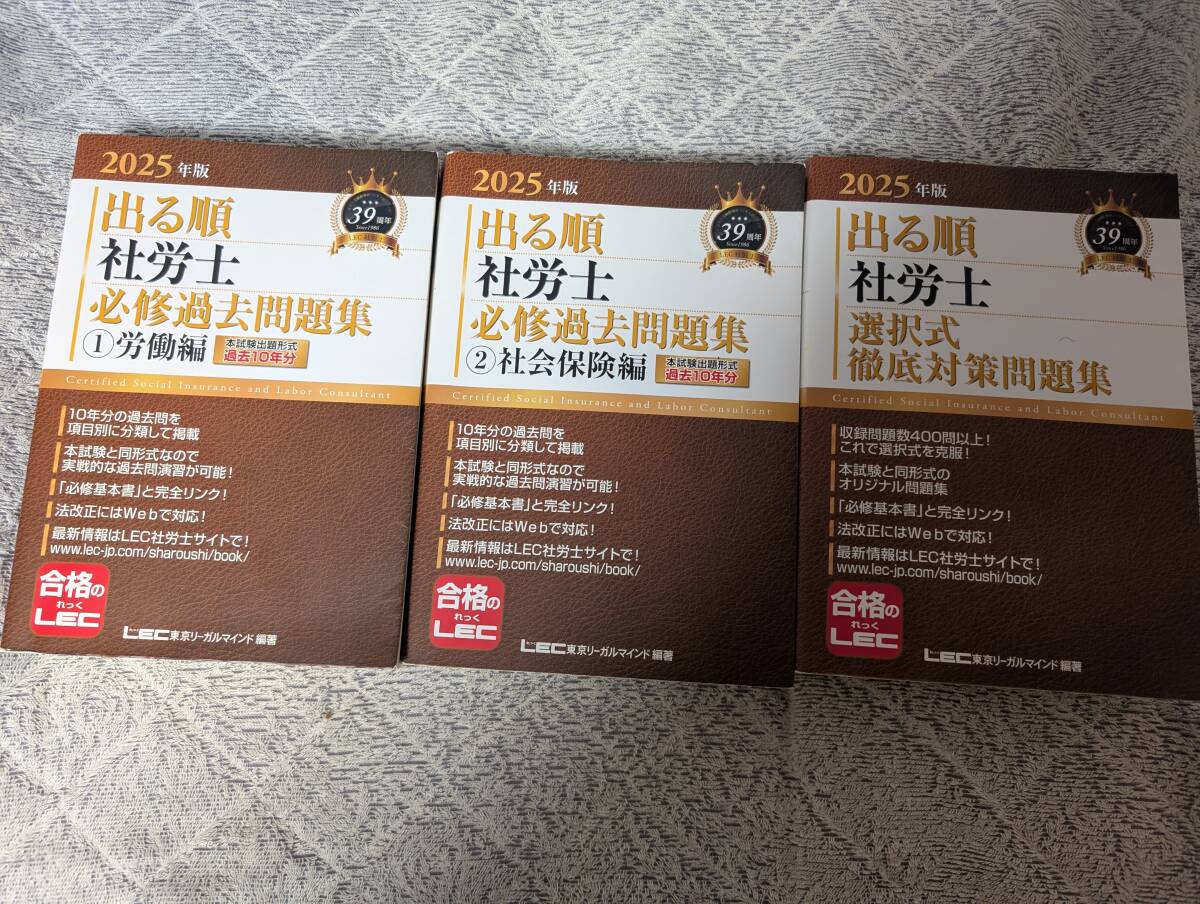 2025年版
出る順
社労士
必修過去問題集
①労働編
本試験出題形式
過去10年分
39周年
Since1986
Certified Social Insurance and Labor Consultant
10年分の過去問を
項目別に分類して掲載
本試験と同形式なので
実戦的な過去問演習が可能!
「必修基本書」と完全リンク!
法改正にはWebで対応!
最新情報はLEC社労士サイトで!
www.lec-jp.com/sharoushi/book/
合格の
れっく
LEC
LEC東京リーガルマインド 編著
2025年版
出る順
社労士
必修過去問題集
②社会保険編
本試験出題形式
過去10年分
39周年
Since1986
Certified Social Insurance and Labor Consultant
10年分の過去問を
項目別に分類して掲載
本試験と同形式なので
実戦的な過去問演習が可能!
「必修基本書」と完全リンク!
法改正にはWebで対応!
最新情報はLEC社労士サイトで!
www.lec-jp.com/sharoushi/book/
合格の
れっく
LEC
LEC東京リーガルマインド 編著
2025年版
出る順
社労士
選択式
徹底対策問題集
39周年
Since1986
Certified Social Insurance and Labor Consultant
収録問題数400問以上!
これで選択式を克服!
本試験と同形式の
オリジナル問題集
「必修基本書」と完全リンク!
法改正にはWebで対応!
最新情報はLEC社労士サイトで!
www.lec-jp.com/sharoushi/book/
合格の
れっく
LEC
LEC東京リーガルマインド 編著